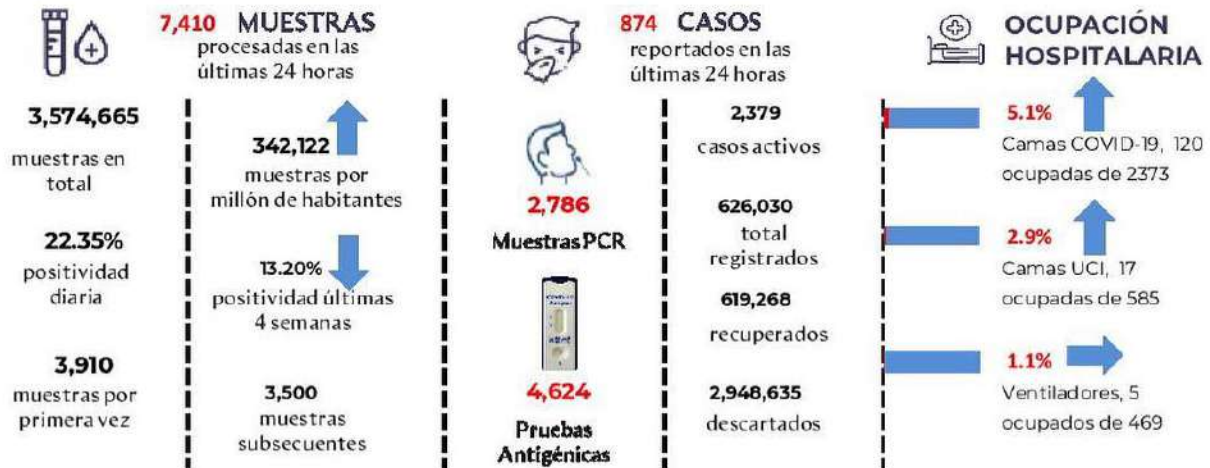 7,410 MUESTRAS
procesadas en las
últimas 24 horas
3,574,665
muestras en
total
22.35%
positividad
diaria
3,910
muestras por
primera vez
342,122
muestras por
millón de habitantes
13.20%
positividad últimas
4 semanas
3,500
muestras
subsecuentes
874 CASOS
reportados en las
últimas 24 horas
2,786
Muestras PCR
4,624
Pruebas
Antigénicas
2,379
casos activos
626,030
total
registrados
619,268
recuperados
2,948,635
descartados
OCUPACIÓN
HOSPITALARIA
5.1%
Camas COVID-19, 120
ocupadas de 2373
2.9%
Camas UCI, 17
ocupadas de 585
1.1%
Ventiladores, 5
ocupados de 469